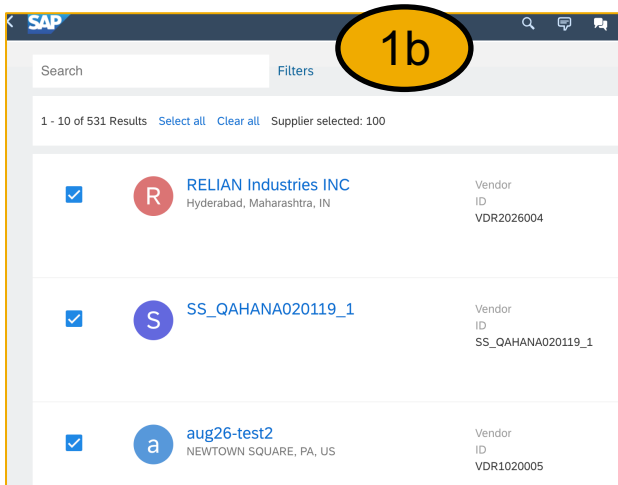 SAP
1b
Search
Filters
1 - 10 of 531 Results Select all Clear all Supplier selected: 100
R
RELIAN Industries INC
Hyderabad, Maharashtra, IN
Vendor
ID
VDR2026004
S
SS_QAHANA020119_1
Vendor
ID
SS_QAHANA020119_1
a
aug26-test2
NEWTOWN SQUARE, PA, US
Vendor
ID
VDR1020005